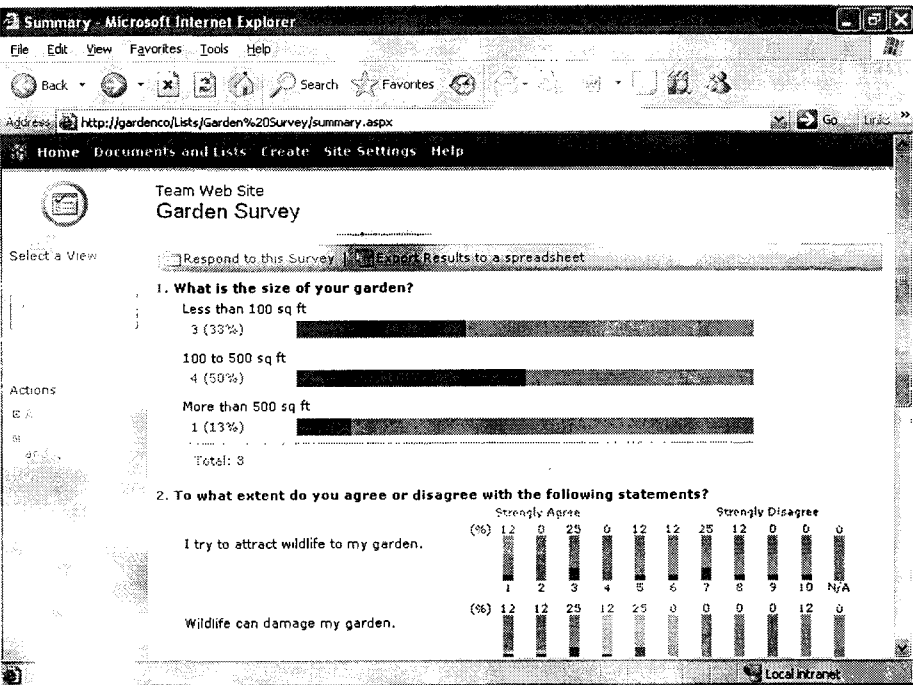 Summary - Microsoft Internet Explorer
File Edit View Favorites Tools Help
Back Search Favorites
Address http://gardenco/Lists/Garden%20Survey/summary.aspx Go Links »
Home Documents and Lists Create Site Settings Help
Team Web Site
Garden Survey
Select a View
Respond to this Survey | Export Results to a spreadsheet
1. What is the size of your garden?
Less than 100 sq ft
3 (33%)
100 to 500 sq ft
4 (50%)
More than 500 sq ft
1 (13%)
Actions
Total: 3
2. To what extent do you agree or disagree with the following statements?
Strongly Agree Strongly Disagree
(%) 12 0 25 0 12 12 25 12 0 0 0
I try to attract wildlife to my garden.
1 2 3 4 5 6 7 8 9 10 N/A
(%) 12 12 25 12 25 0 0 0 0 12 0
Wildlife can damage my garden.
Local intranet